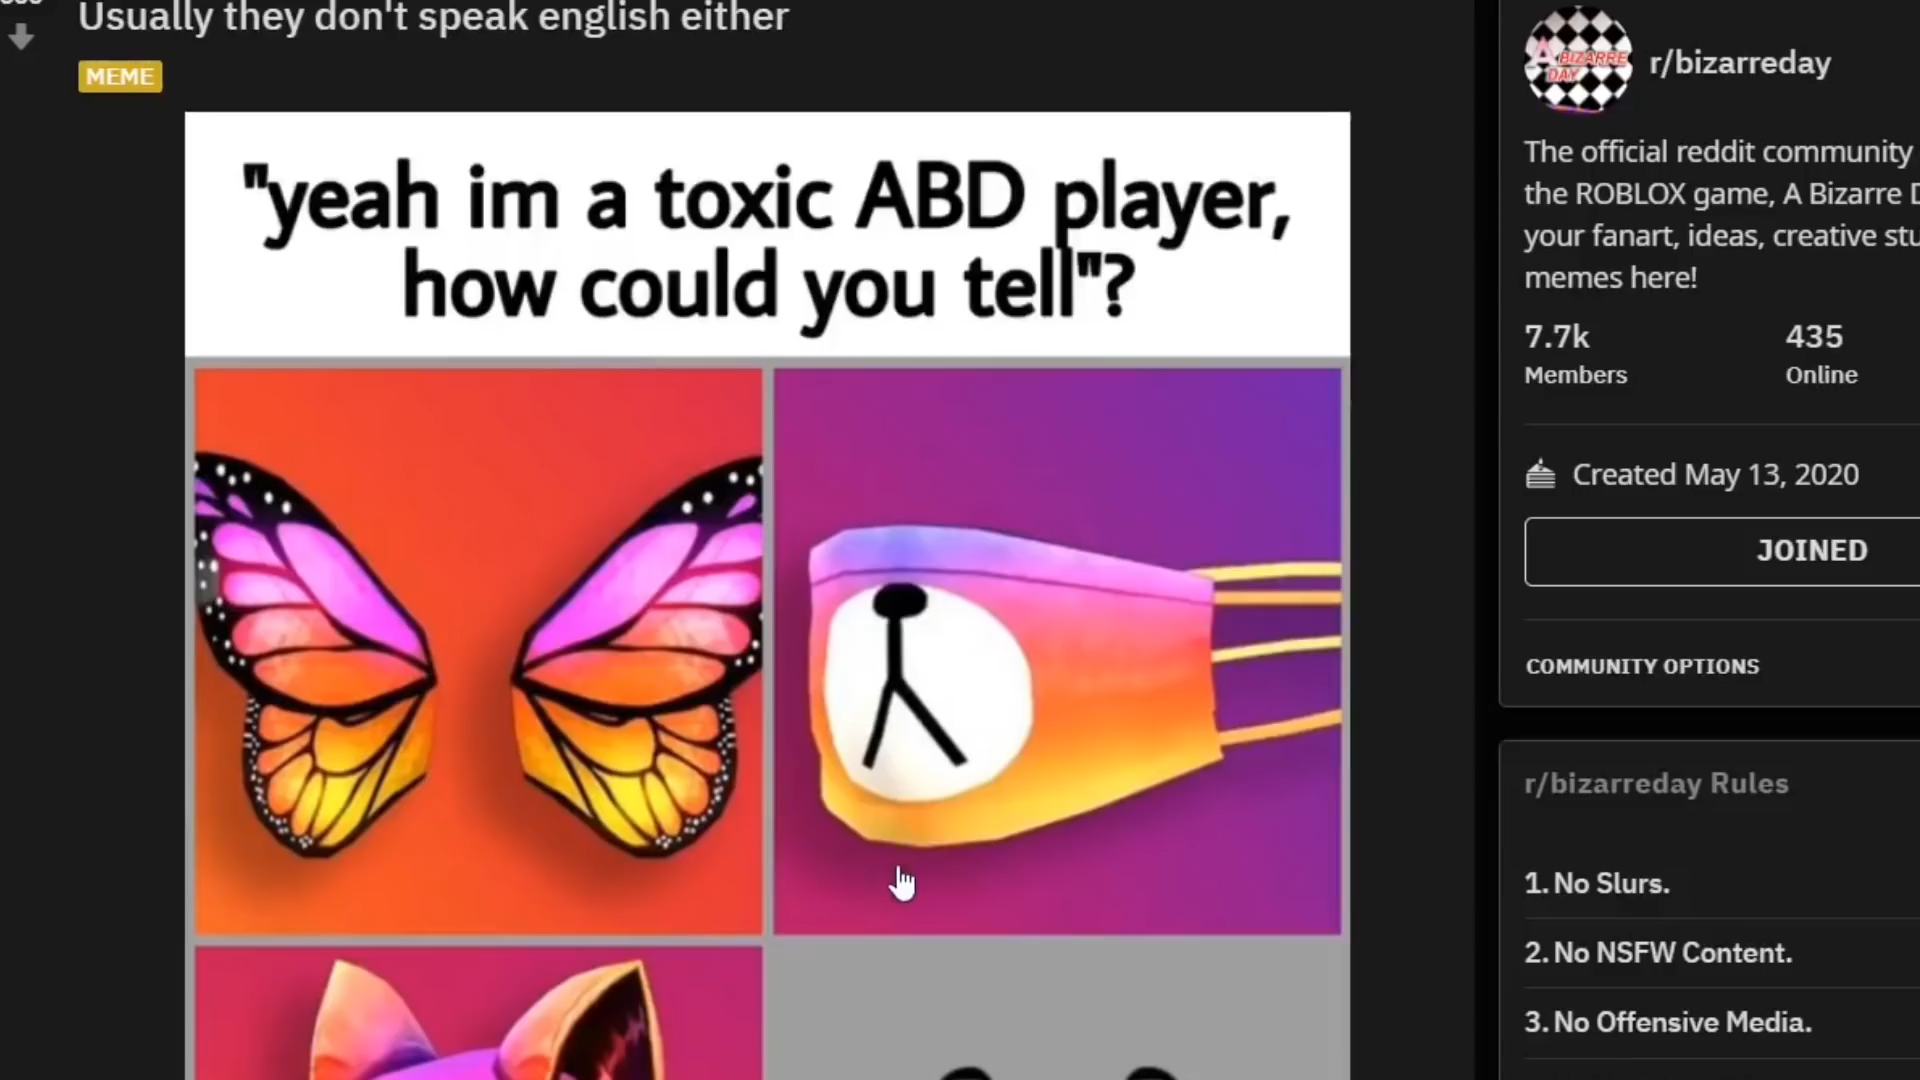 Usually they don't speak english either
MEME
"yeah im a toxic ABD player,
how could you tell"?
A BIZARRE
DAY
r/bizarreday
The official reddit community
the ROBLOX game, A Bizarre D
your fanart, ideas, creative stu
memes here!
7.7k
435
Members
Online
Created May 13, 2020
JOINED
COMMUNITY OPTIONS
r/bizarreday Rules
1. No Slurs.
2. No NSFW Content.
3. No Offensive Media.